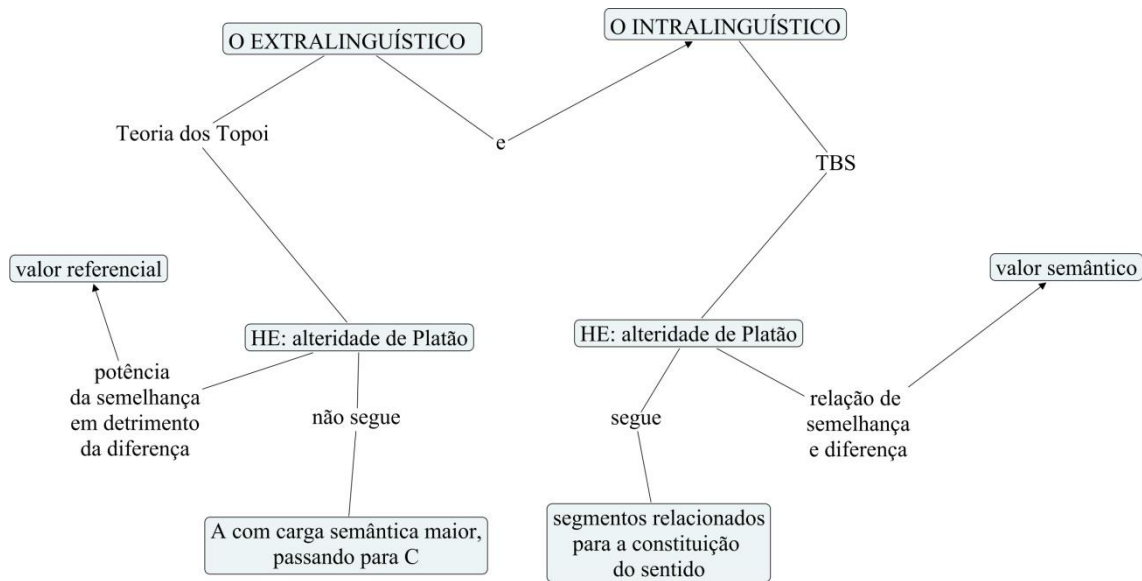 O EXTRALINGUÍSTICO
O INTRALINGUÍSTICO
Teoria dos Topoi
e
TBS
valor referencial
valor semântico
HE: alteridade de Platão
HE: alteridade de Platão
potência
da semelhança
em detrimento
da diferença
não segue
segue
relação de
semelhança
e diferença
A com carga semântica maior,
passando para C
segmentos relacionados
para a constituição
do sentido